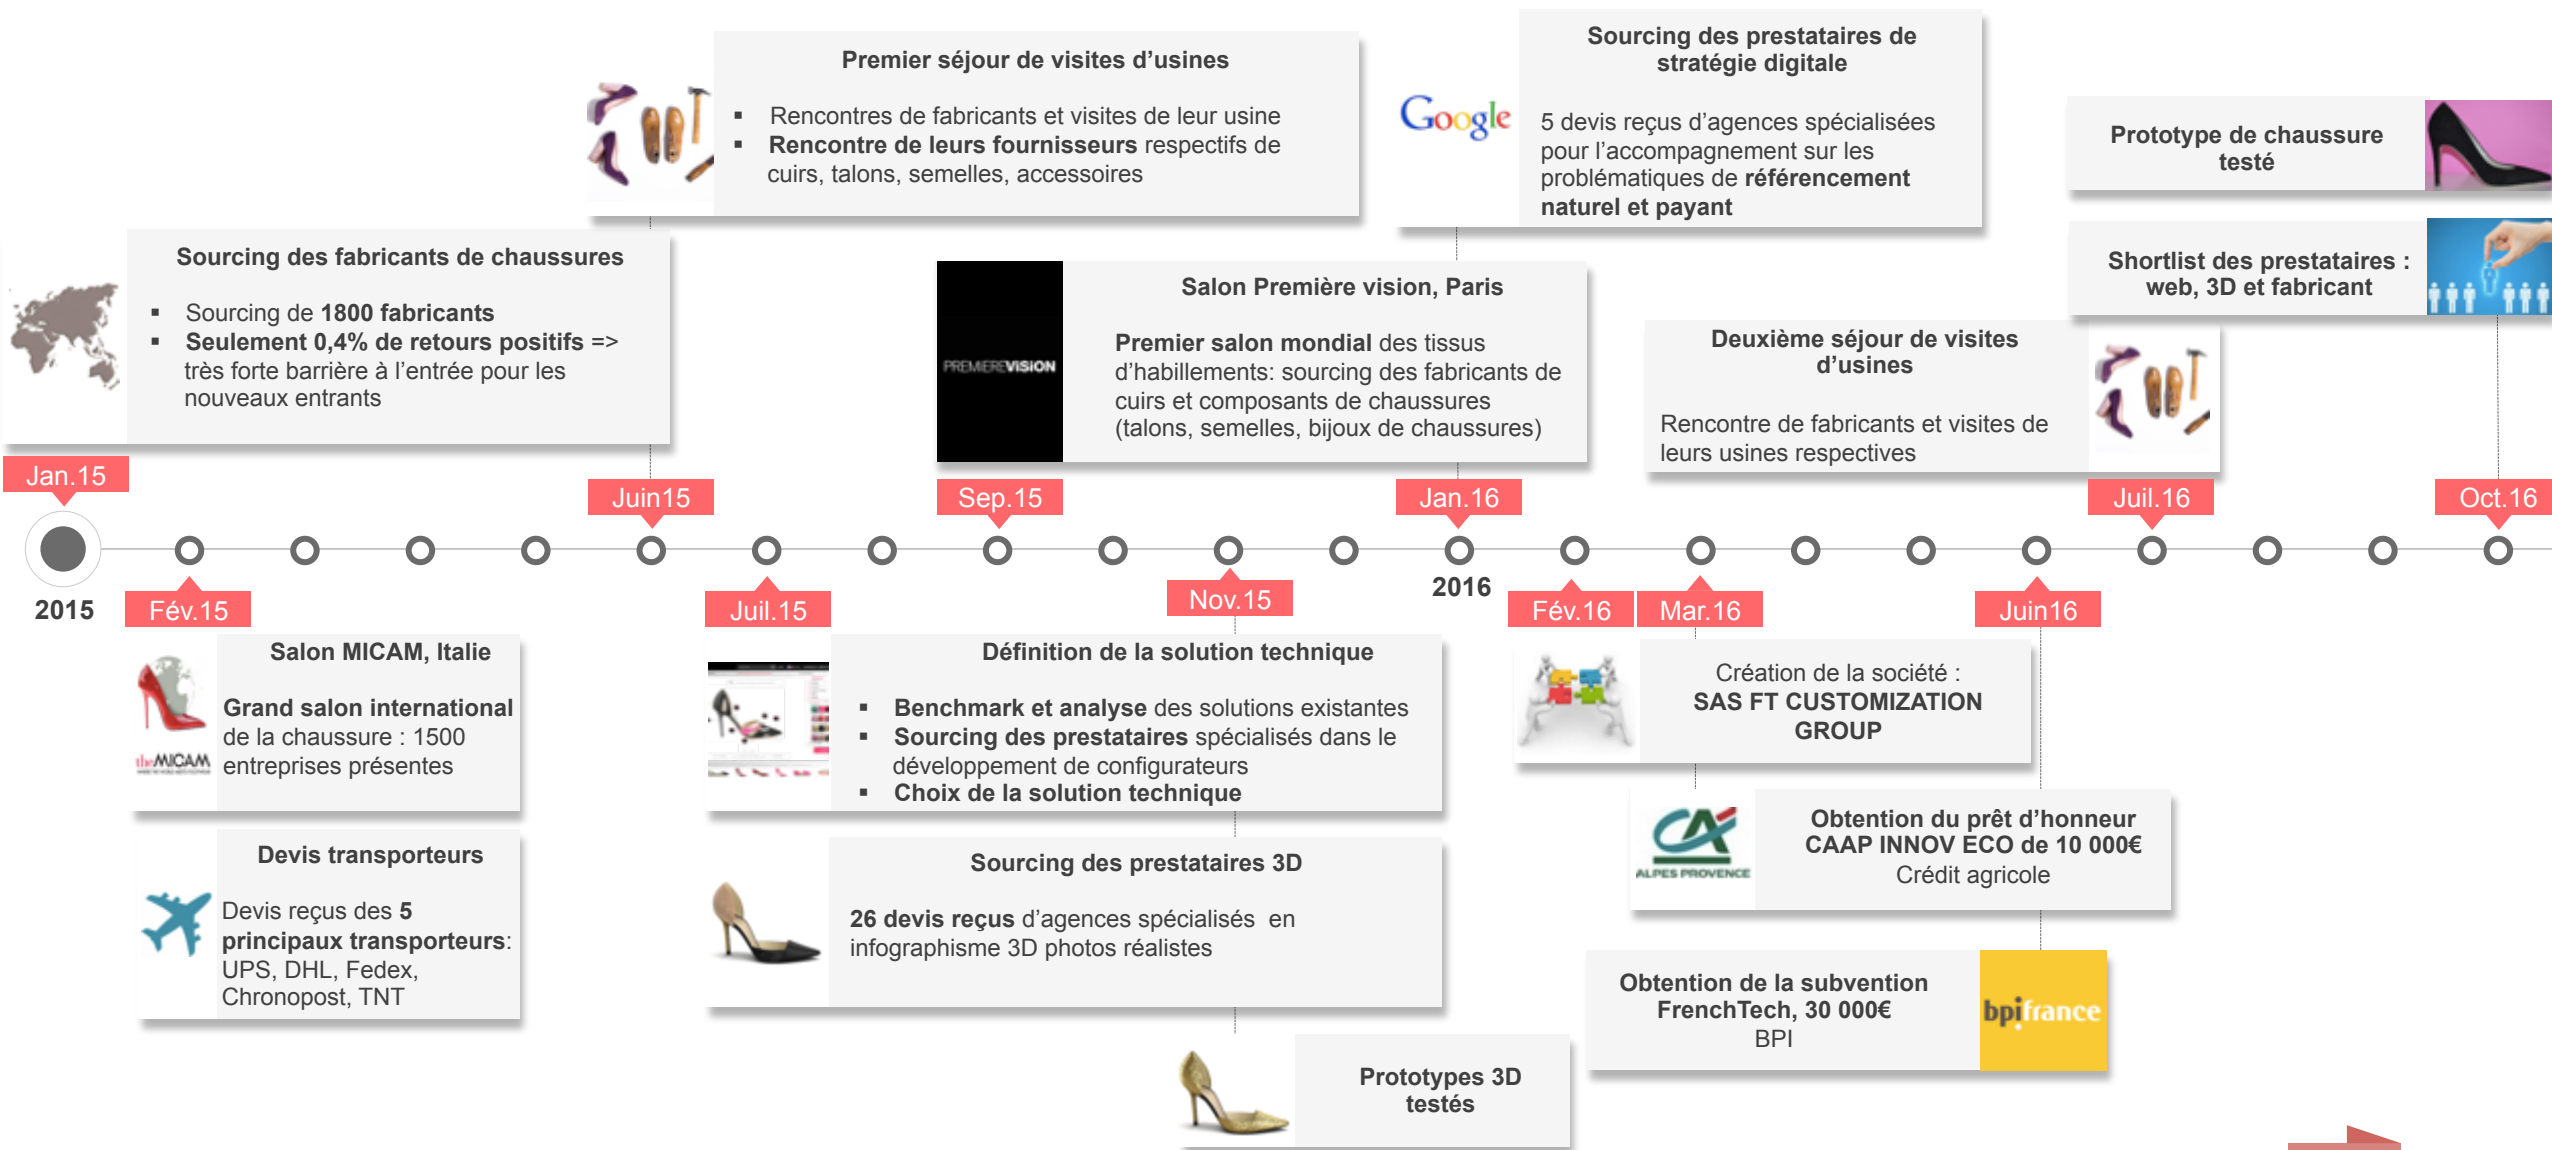 Premier séjour de visites d'usines
▪ Rencontres de fabricants et visites de leur usine
▪ Rencontre de leurs fournisseurs respectifs de
cuirs, talons, semelles, accessoires
Google
Sourcing des prestataires de
stratégie digitale
5 devis reçus d'agences spécialisées
pour l'accompagnement sur les
problématiques de référencement
naturel et payant
Prototype de chaussure
testé
Shortlist des prestataires :
web, 3D et fabricant
Sourcing des fabricants de chaussures
▪ Sourcing de 1800 fabricants
▪ Seulement 0,4% de retours positifs =>
très forte barrière à l'entrée pour les
nouveaux entrants
PREMIEREVISION
Salon Première vision, Paris
Premier salon mondial des tissus
d'habillements: sourcing des fabricants de
cuirs et composants de chaussures
(talons, semelles, bijoux de chaussures)
Deuxième séjour de visites
d'usines
Rencontre de fabricants et visites de
leurs usines respectives
Jan.15
Juin15
Sep.15
Jan.16
Juil.16
Oct.16
2015
2016
Fév.15
Juil.15
Nov.15
Fév.16
Mar.16
Juin16
theMICAM
Salon MICAM, Italie
Grand salon international
de la chaussure : 1500
entreprises présentes
Devis transporteurs
Devis reçus des 5
principaux transporteurs:
UPS, DHL, Fedex,
Chronopost, TNT
Définition de la solution technique
▪ Benchmark et analyse des solutions existantes
▪ Sourcing des prestataires spécialisés dans le
développement de configurateurs
▪ Choix de la solution technique
Sourcing des prestataires 3D
26 devis reçus d'agences spécialisés en
infographisme 3D photos réalistes
Prototypes 3D
testés
Création de la société :
SAS FT CUSTOMIZATION
GROUP
CA
ALPES PROVENCE
Obtention du prêt d'honneur
CAAP INNOV ECO de 10 000€
Crédit agricole
Obtention de la subvention
FrenchTech, 30 000€
BPI
bpifrance